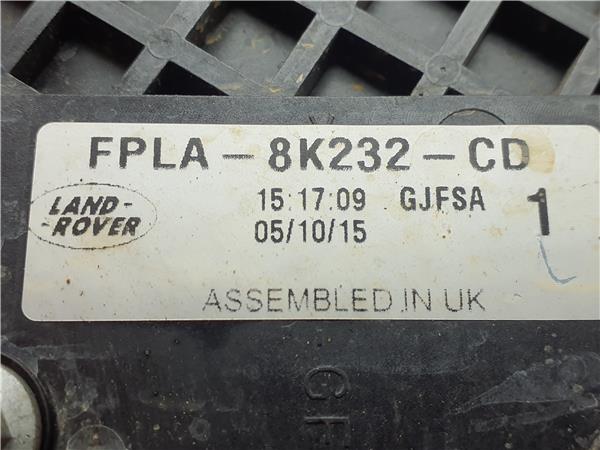 FPLA-8K232-CD
LAND-
-ROVER
15:17:09 GJFSA 1
05/10/15
ASSEMBLED IN UK